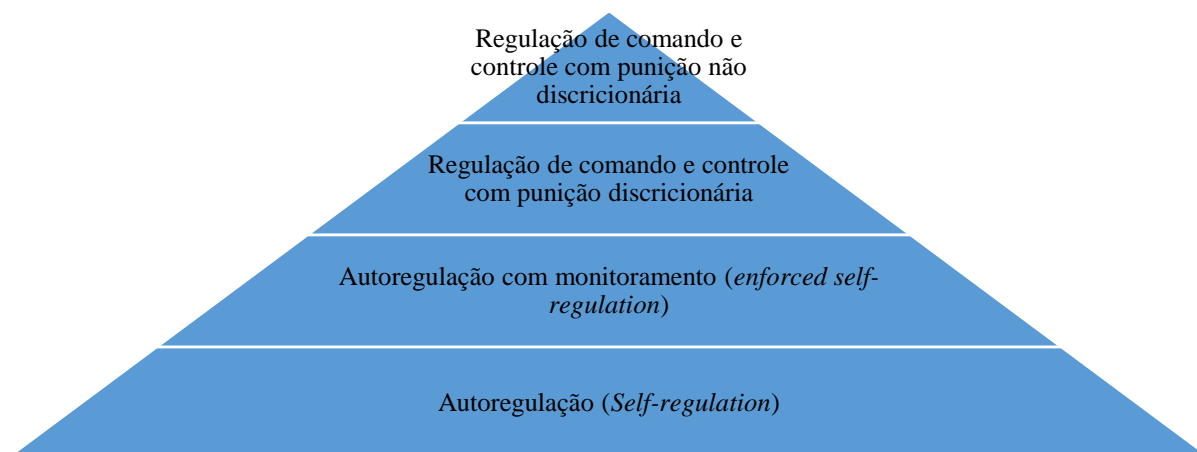 Regulação de comando e
controle com punição não
discricionária
Regulação de comando e controle
com punição discricionária
Autoregulação com monitoramento (enforced self-
regulation)
Autoregulação (Self-regulation)